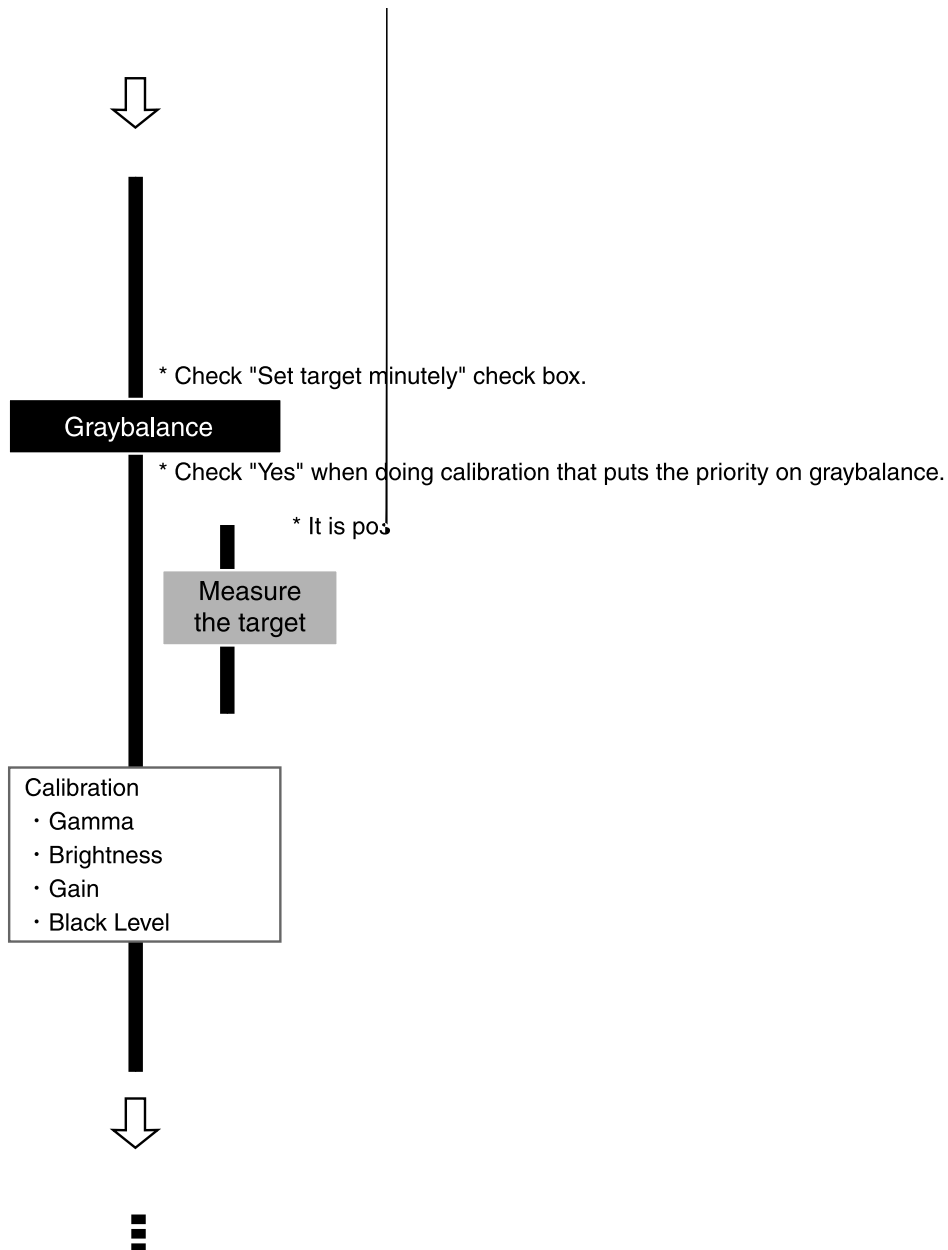 * Check "Set target minutely" check box.
Graybalance
* Check "Yes" when doing calibration that puts the priority on graybalance.
* It is pos
Measure
the target
Calibration
・Gamma
・Brightness
・Gain
・Black Level